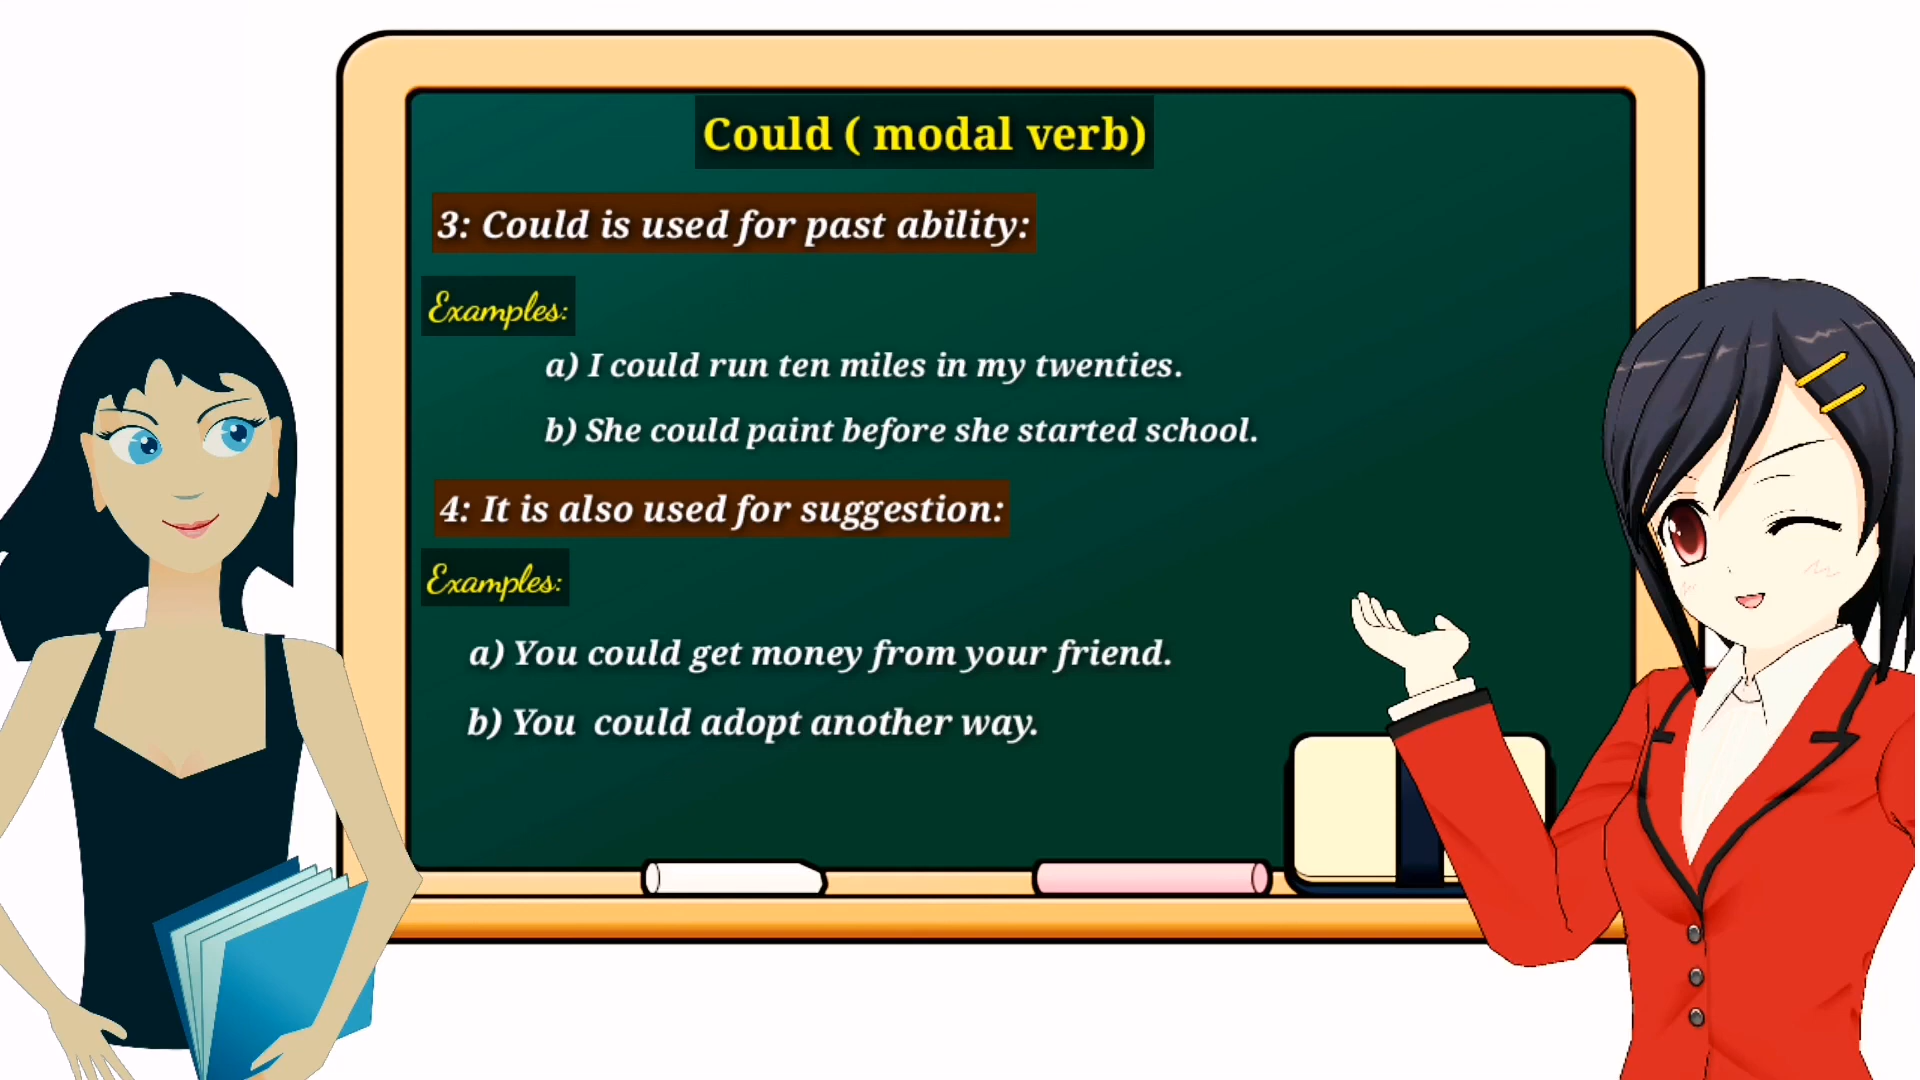 Could ( modal verb)
3: Could is used for past ability:
Examples:
a) I could run ten miles in my twenties.
b) She could paint before she started school.
4: It is also used for suggestion:
Examples:
a) You could get money from your friend.
b) You could adopt another way.